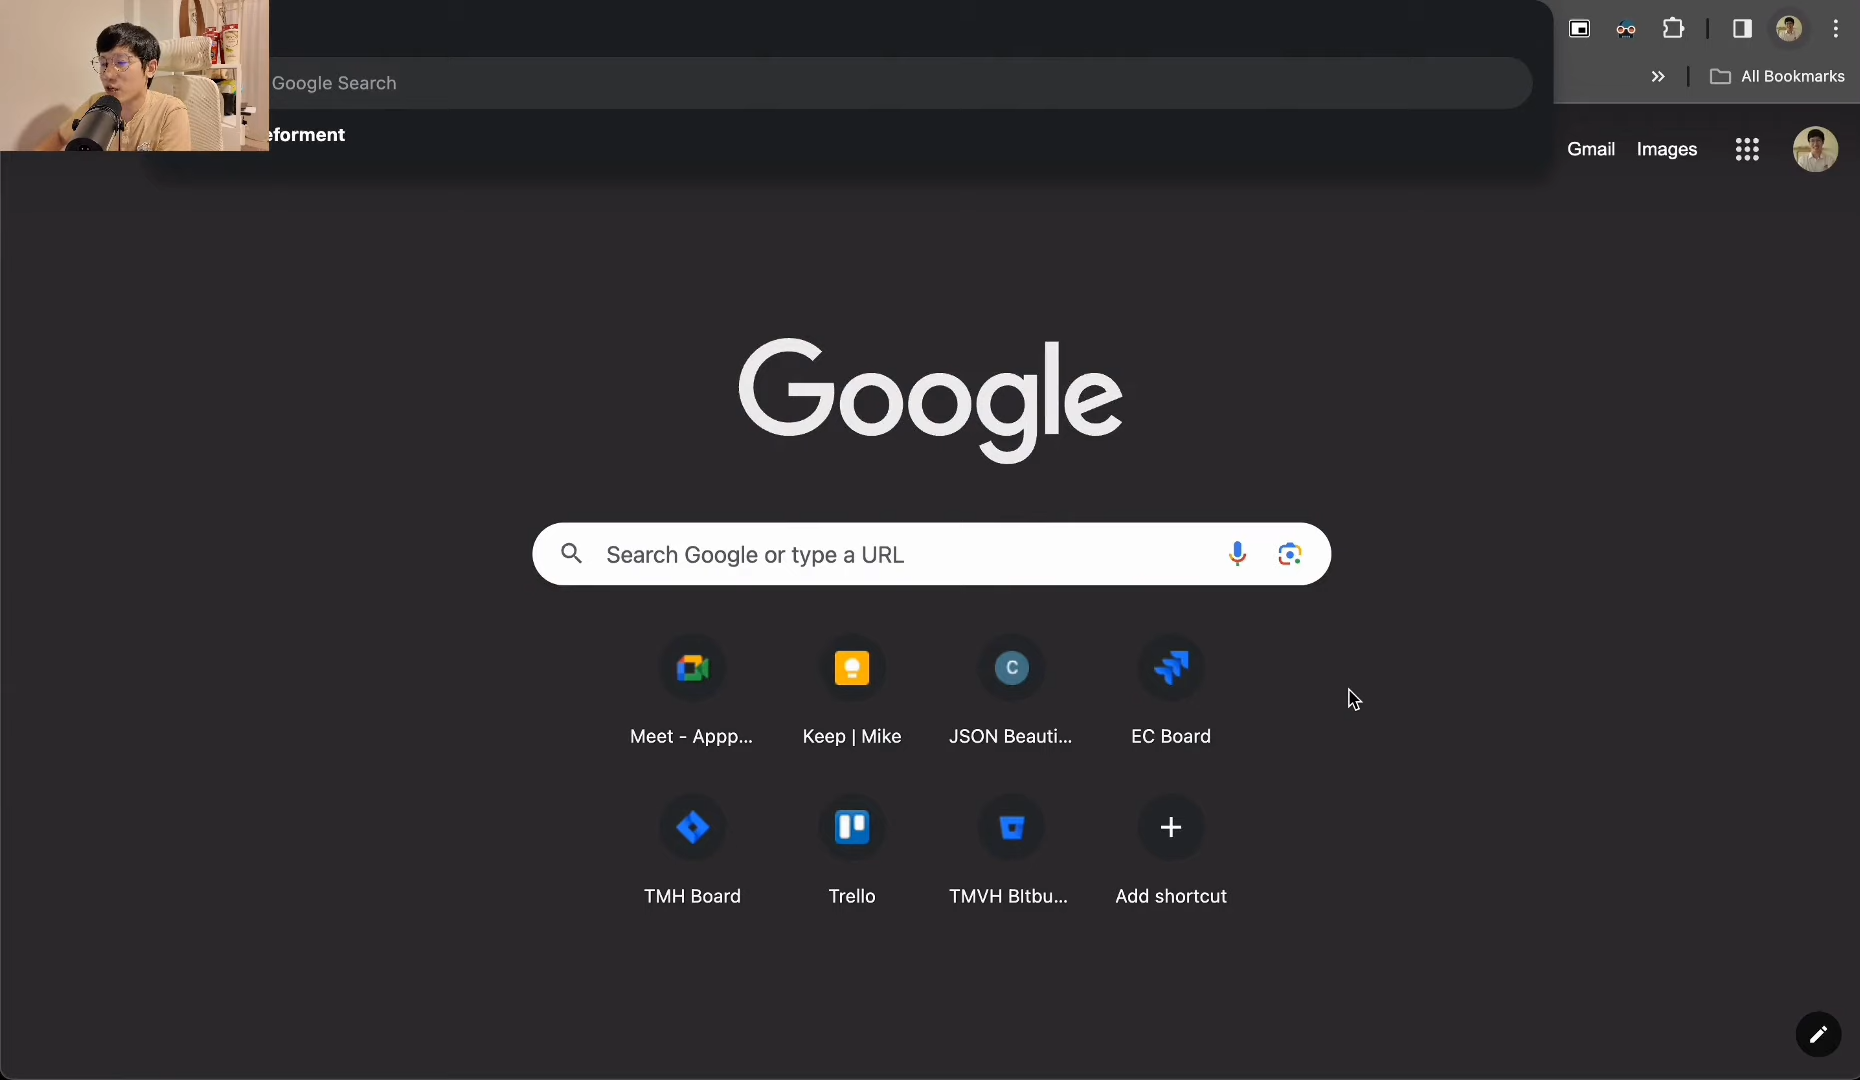 Google Search
eforment
All Bookmarks
Gmail Images
Google
Search Google or type a URL
Meet - Appp...
Keep | Mike
C
JSON Beauti...
EC Board
TMH Board
Trello
TMVH BItbu...
Add shortcut